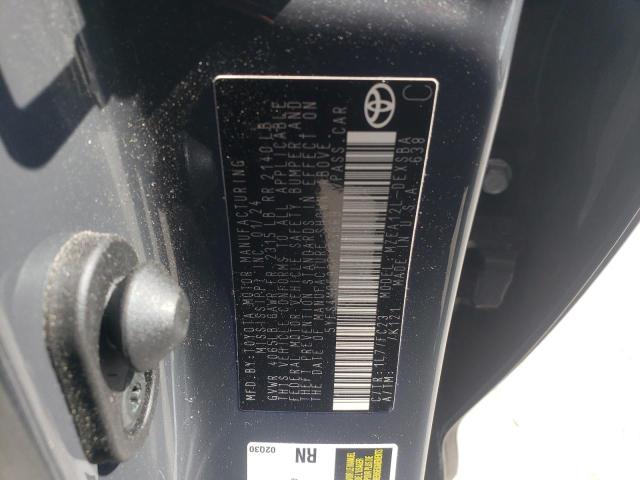 MFD.BY:TOYOTA MOTOR MANUFACTURING
MISSISSIPPI, INC. 01/24
GVWR 4065LB GAWR FR 2315 LB RR 2140 LB
THIS VEHICLE CONFORMS TO ALL APPLICABLE
FEDERAL MOTOR VEHICLE SAFETY, BUMPER AND
THEFT PREVENTION STANDARDS IN EFFECT ON
THE DATE OF MANUFACTURE SHOWN ABOVE.
PASS.CAR
C/TR: 1L7/FC23 MODEL: MZEA12L-DEXSBA
A/TM: /K121 MADE IN U.S.A. 638
C
02Q30
RN